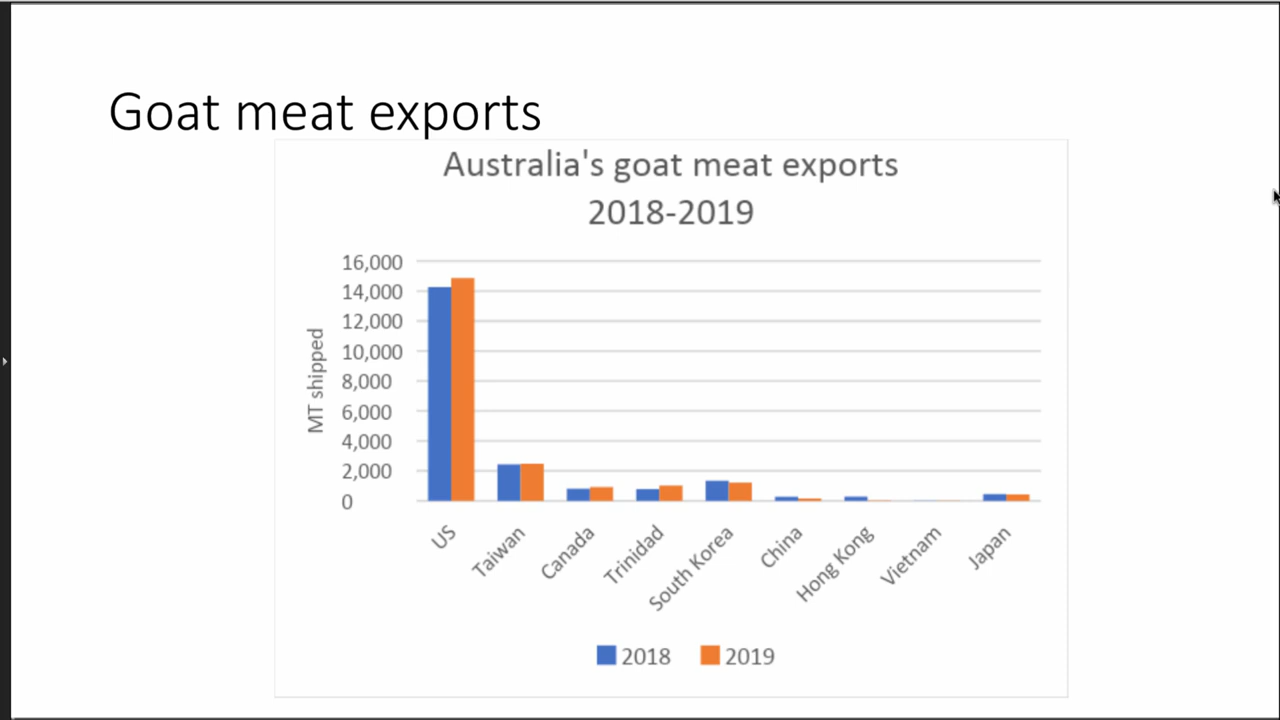 Goat meat exports
Australia's goat meat exports
2018-2019
16,000
14,000
12,000
10,000
8,000
6,000
4,000
2,000
0
MT shipped
US
Taiwan
Canada
Trinidad
South Korea
China
Hong Kong
Vietnam
Japan
2018
2019